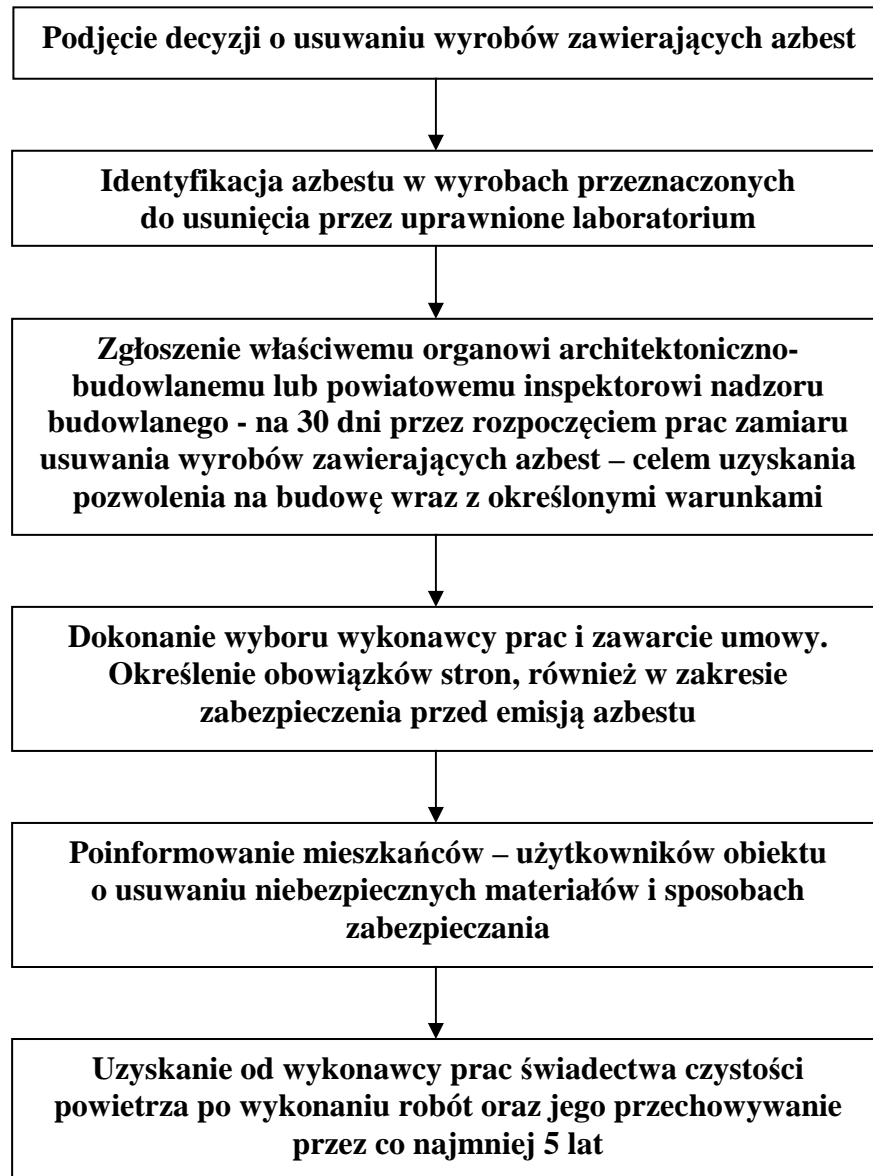 Podjęcie decyzji o usuwaniu wyrobów zawierających azbest
Identyfikacja azbestu w wyrobach przeznaczonych
do usunięcia przez uprawnione laboratorium
Zgłoszenie właściwemu organowi architektoniczno-
budowlanemu lub powiatowemu inspektorowi nadzoru
budowlanego - na 30 dni przez rozpoczęciem prac zamiaru
usuwania wyrobów zawierających azbest – celem uzyskania
pozwolenia na budowę wraz z określonymi warunkami
Dokonanie wyboru wykonawcy prac i zawarcie umowy.
Określenie obowiązków stron, również w zakresie
zabezpieczenia przed emisją azbestu
Poinformowanie mieszkańców – użytkowników obiektu
o usuwaniu niebezpiecznych materiałów i sposobach
zabezpieczania
Uzyskanie od wykonawcy prac świadectwa czystości
powietrza po wykonaniu robót oraz jego przechowywanie
przez co najmniej 5 lat